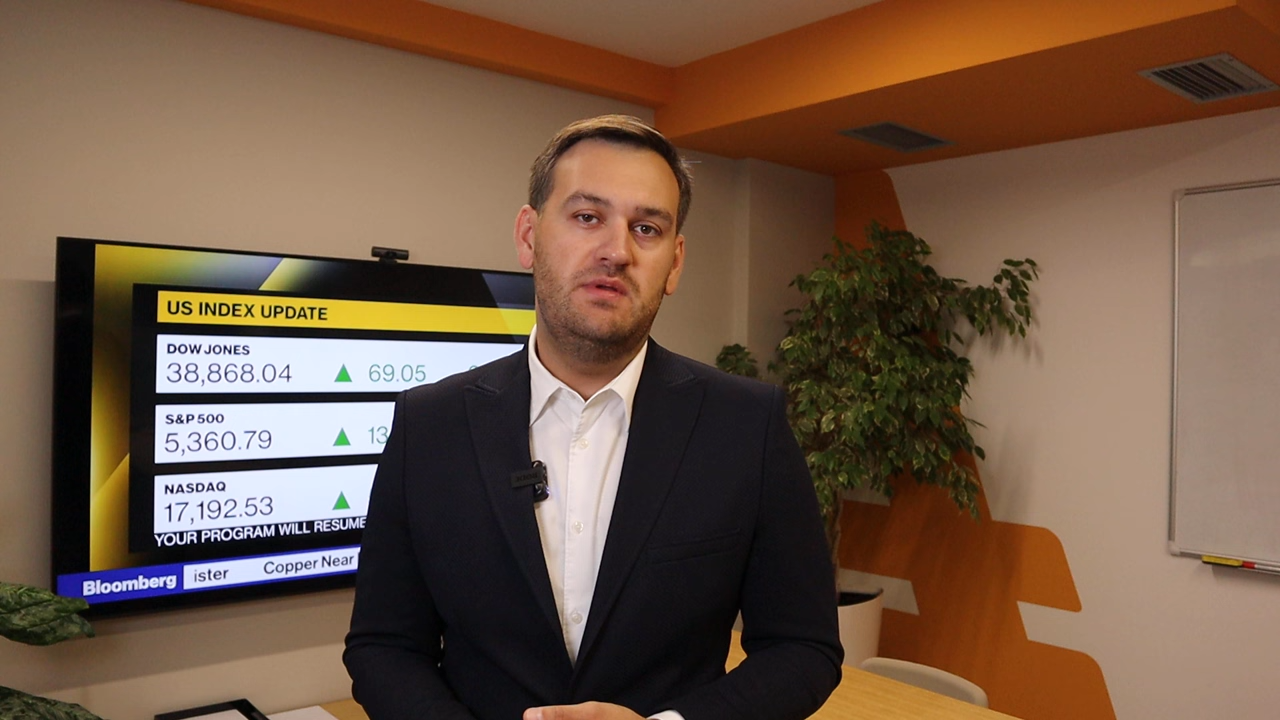 US INDEX UPDATE
DOW JONES
38,868.04 ▲ 69.05
S&P 500
5,360.79 ▲ 13
NASDAQ
17,192.53 ▲
YOUR PROGRAM WILL RESUME
Bloomberg ister Copper Near